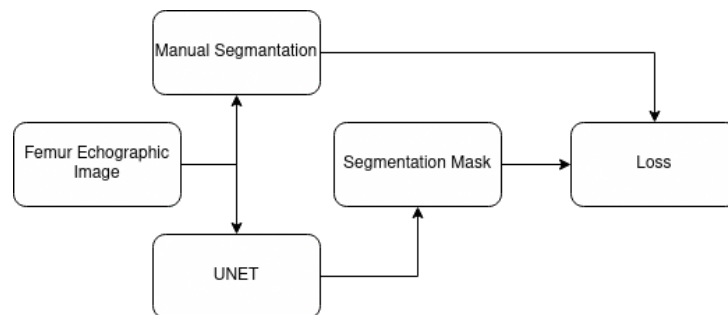 Manual Segmantation
Femur Echographic
Image
Segmentation Mask
Loss
UNET